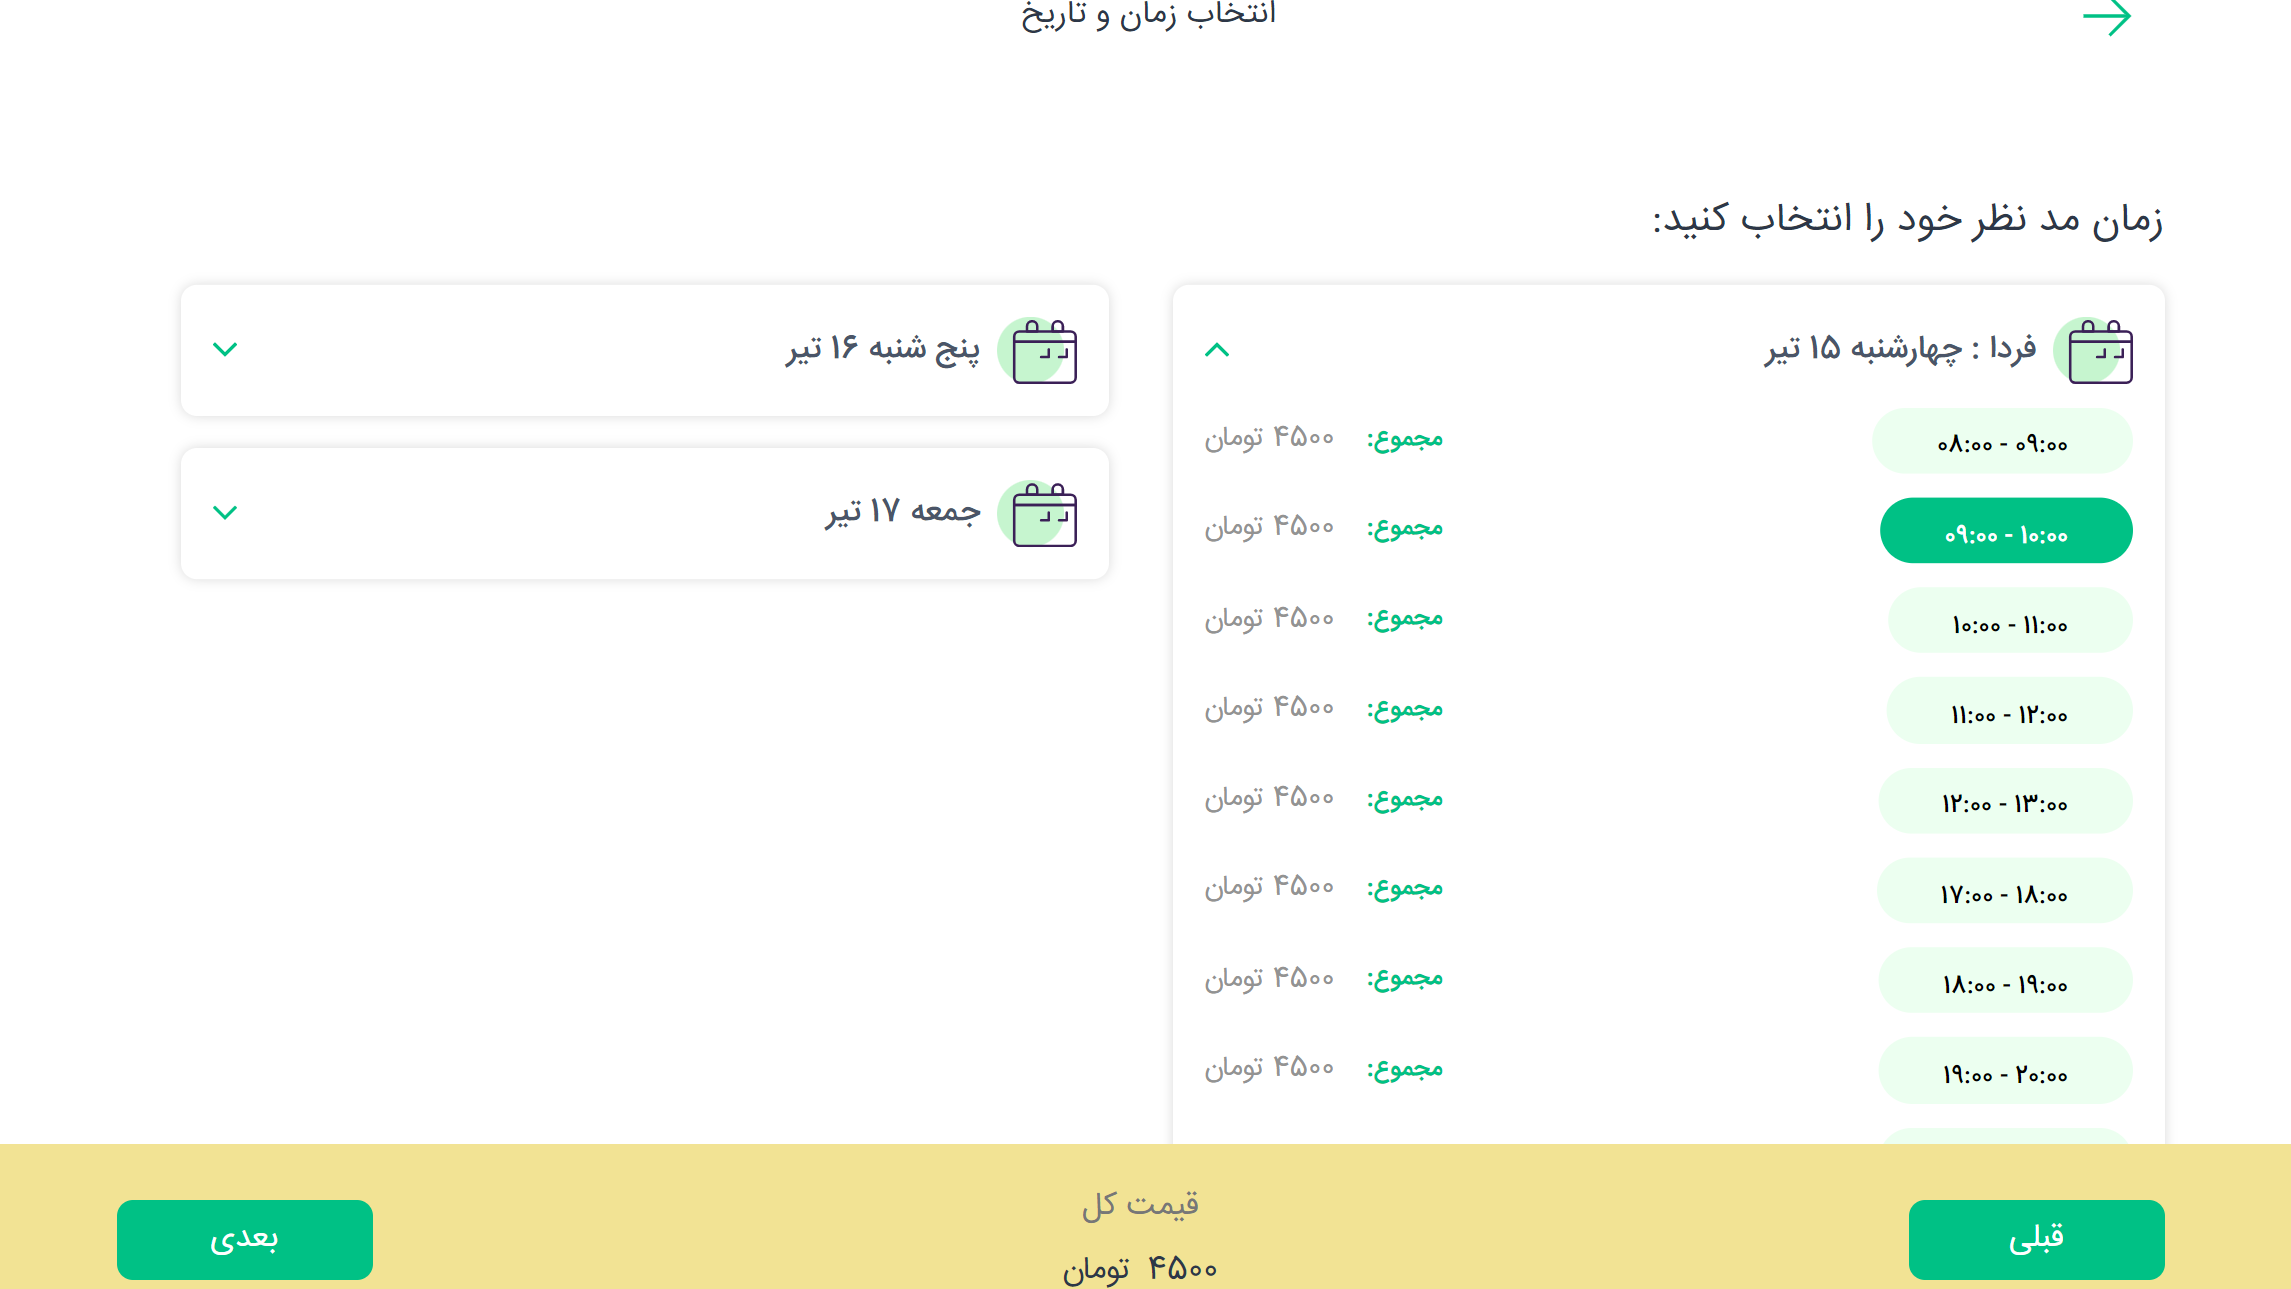 انتخاب زمان و تاریخ
زمان مد نظر خود را انتخاب کنید:
فردا : چهارشنبه ۱۵ تیر
۰۸:۰۰ - ۰۹:۰۰ مجموع: ۴۵۰۰ تومان
۰۹:۰۰ - ۱۰:۰۰ مجموع: ۴۵۰۰ تومان
۱۰:۰۰ - ۱۱:۰۰ مجموع: ۴۵۰۰ تومان
۱۱:۰۰ - ۱۲:۰۰ مجموع: ۴۵۰۰ تومان
۱۲:۰۰ - ۱۳:۰۰ مجموع: ۴۵۰۰ تومان
۱۷:۰۰ - ۱۸:۰۰ مجموع: ۴۵۰۰ تومان
۱۸:۰۰ - ۱۹:۰۰ مجموع: ۴۵۰۰ تومان
۱۹:۰۰ - ۲۰:۰۰ مجموع: ۴۵۰۰ تومان
پنج شنبه ۱۶ تیر
جمعه ۱۷ تیر
قبلی
قیمت کل
۴۵۰۰ تومان
بعدی